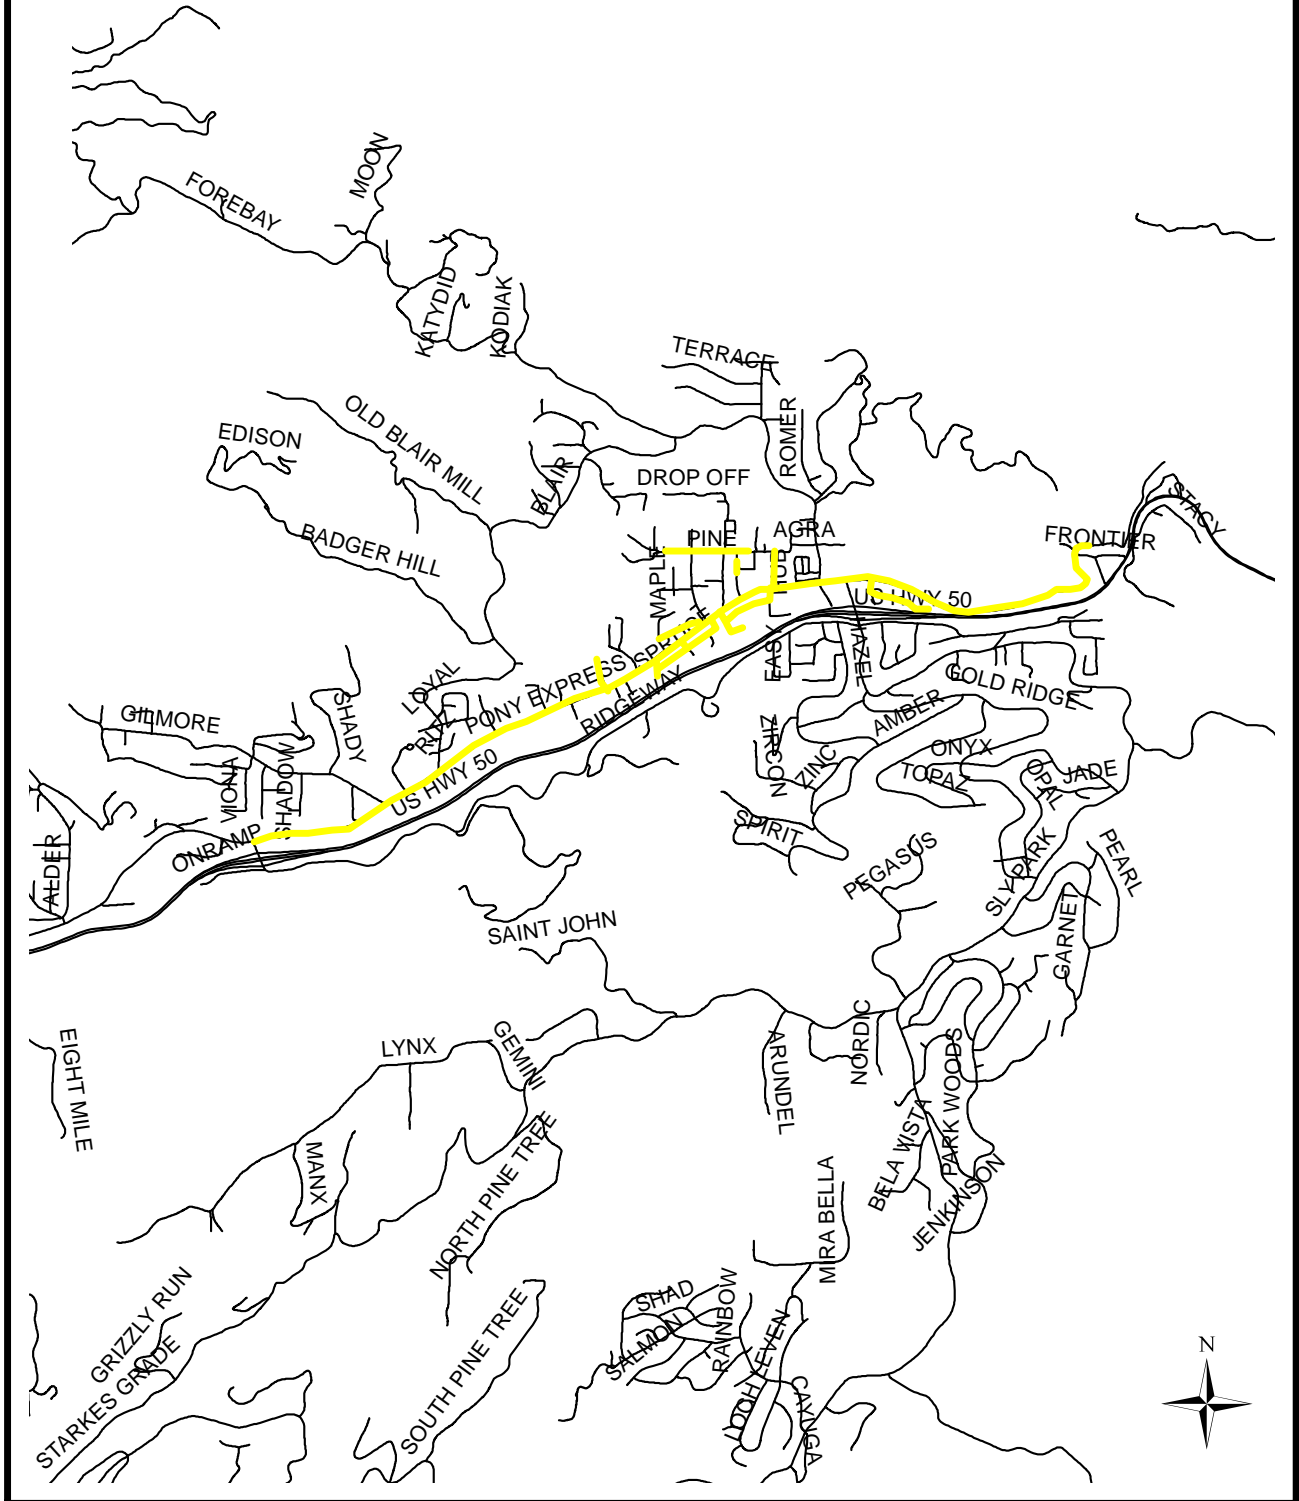 MOON
FOREBAY
KATYDID
KODIAK
TERRACE
OLD BLAIR MILL
ROMER
EDISON
DROP OFF
BLAIR
STACY
BADGER HILL
PINE
AGRA
FRONTIER
MAPLE
US HWY 50
SPRUCE
HAZEL
EAST
LOYAL
PONY EXPRESS
GOLD RIDGE
RIDGEWAY
SHADY
GILMORE
RITZ
AMBER
ZIRCON
ONYX
ZINC
TOPAZ
OPAL
JADE
US HWY 50
SHADOW
SPIRIT
ONRAMP
ALDER
PEGASUS
SLY PARK
PEARL
SAINT JOHN
GARNET
EIGHT MILE
LYNX
GEMINI
ARUNDEL
NORDIC
PARK WOODS
MANX
NORTH PINE TREE
BELA VISTA
MIRA BELLA
JENKINSON
GRIZZLY RUN
SHAD
RAINBOW
SALMON
STARKES GRADE
SOUTH PINE TREE
LOCH LEVEN
CAYUGA
N